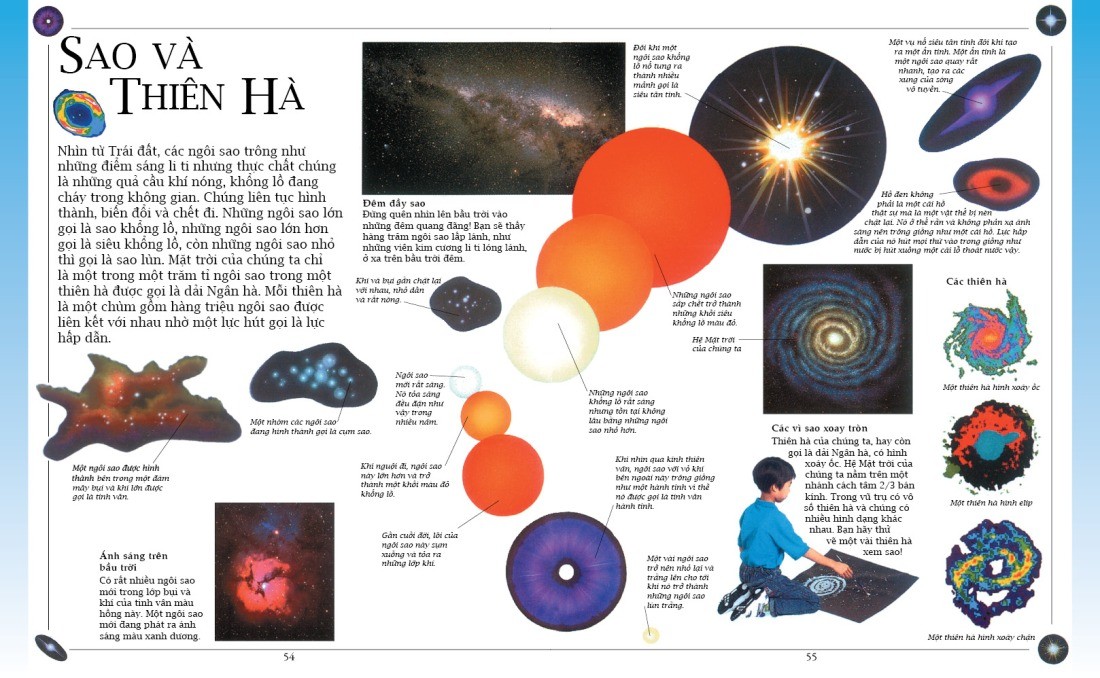 SAO VÀ
THIÊN HÀ
Nhìn từ Trái đất, các ngôi sao trông như
những điểm sáng li ti nhưng thực chất chúng
là những quả cầu khí nóng, khổng lồ đang
cháy trong không gian. Chúng liên tục hình
thành, biến đổi và chết đi. Những ngôi sao lớn
gọi là sao khổng lồ, những ngôi sao lớn hơn
gọi là siêu khổng lồ, còn những ngôi sao nhỏ
thì gọi là sao lùn. Mặt trời của chúng ta chỉ
là một trong một trăm tỉ ngôi sao trong một
thiên hà được gọi là dải Ngân hà. Mỗi thiên hà
là một chùm gồm hàng triệu ngôi sao được
liên kết với nhau nhờ một lực hút gọi là lực
hấp dẫn.
Đêm đầy sao
Đừng quên nhìn lên bầu trời vào
những đêm quang đãng! Bạn sẽ thấy
hàng trăm ngôi sao lấp lánh, như
những viên kim cương li ti lóng lánh,
ở xa trên bầu trời đêm.
Khí và bụi gắn chặt lại
với nhau, nhỏ dần
và rất nóng.
Một ngôi sao được hình
thành bên trong một đám
mây bụi và khí lớn được
gọi là tinh vân.
Một nhóm các ngôi sao
đang hình thành gọi là cụm sao.
Ngôi sao
mới rất sáng.
Nó tỏa sáng
đều đặn như
vậy trong
nhiều năm.
Khi nguội đi, ngôi sao
này lớn hơn và trở
thành một khối màu đỏ
khổng lồ.
Gần cuối đời, lõi của
ngôi sao này sụm
xuống và tỏa ra
những lớp khí.
Ánh sáng trên
bầu trời
Có rất nhiều ngôi sao
mới trong lớp bụi và
khí của tinh vân màu
hồng này. Một ngôi sao
mới đang phát ra ánh
sáng màu xanh dương.
54
Đôi khi một
ngôi sao khổng
lồ nổ tung ra
thành nhiều
mảnh gọi là
siêu tân tinh.
Một vụ nổ siêu tân tinh đôi khi tạo
ra một ẩn tinh. Một ẩn tinh là
một ngôi sao quay rất
nhanh, tạo ra các
xung của sóng
vô tuyến.
Hố đen không
phải là một cái hố
thật sự mà là một vật thể bị nén
chặt lại. Nó ở thể rắn và không phản xạ ánh
sáng nên trông giống như một cái hố. Lực hấp
dẫn của nó hút mọi thứ vào trong giống như
nước bị hút xuống một cái lỗ thoát nước vậy.
Những ngôi sao
sắp chết trở thành
những khối siêu
khổng lồ màu đỏ.
Hệ Mặt trời
của chúng ta
Những ngôi sao
khổng lồ rất sáng
nhưng tồn tại không
lâu bằng những ngôi
sao nhỏ hơn.
Khi nhìn qua kính thiên
văn, ngôi sao với vỏ khí
bên ngoài này trông giống
như một hành tinh vì thế
nó được gọi là tinh vân
hành tinh.
Một vài ngôi sao
trở nên nhỏ lại và
trắng lên cho tới
khi nó trở thành
những ngôi sao
lùn trắng.
Các vì sao xoay tròn
Thiên hà của chúng ta, hay còn
gọi là dải Ngân hà, có hình
xoáy ốc. Hệ Mặt trời của
chúng ta nằm trên một
nhánh cách tâm 2/3 bán
kính. Trong vũ trụ có vô
số thiên hà và chúng có
nhiều hình dạng khác
nhau. Bạn hãy thử
vẽ một vài thiên hà
xem sao!
Các thiên hà
Một thiên hà hình xoáy ốc
Một thiên hà hình elip
Một thiên hà hình xoáy chặn
55